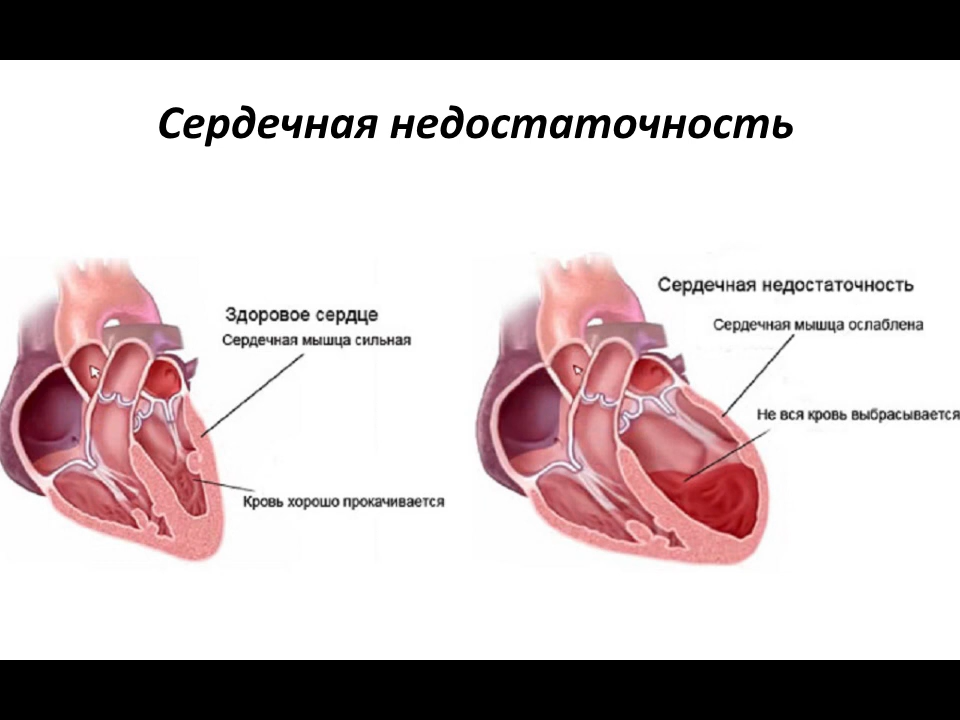 Сердечная недостаточность
Здоровое сердце
Сердечная мышца сильная
Кровь хорошо прокачивается
Сердечная недостаточность
Сердечная мышца ослаблена
Не вся кровь выбрасывается